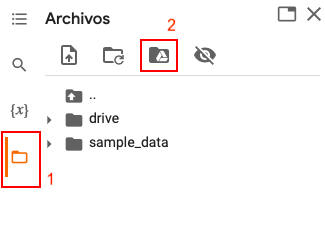 Archivos
2
{x}
..
drive
sample_data
1